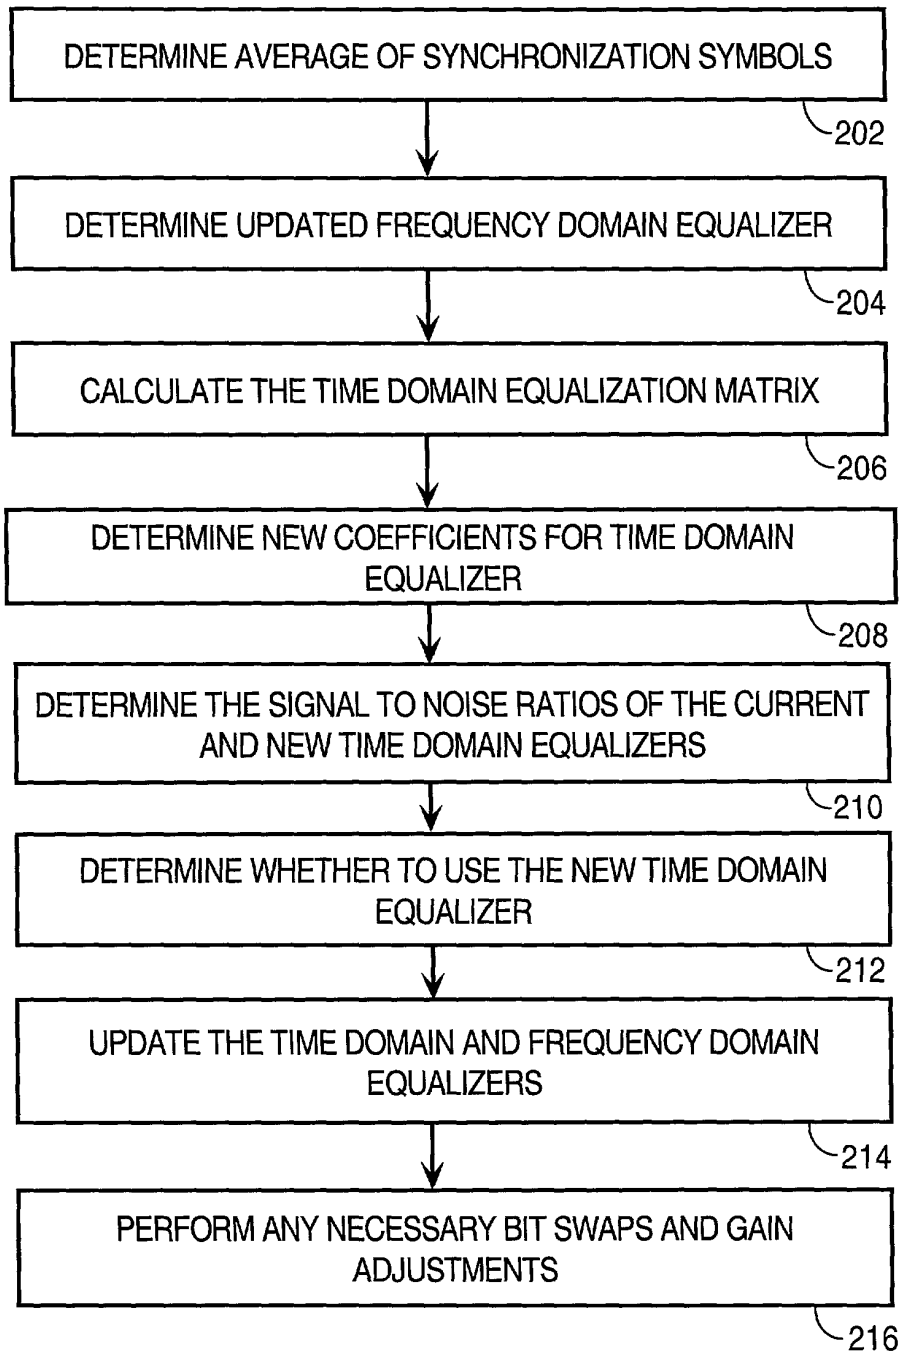 DETERMINE AVERAGE OF SYNCHRONIZATION SYMBOLS
202
DETERMINE UPDATED FREQUENCY DOMAIN EQUALIZER
204
CALCULATE THE TIME DOMAIN EQUALIZATION MATRIX
206
DETERMINE NEW COEFFICIENTS FOR TIME DOMAIN
EQUALIZER
208
DETERMINE THE SIGNAL TO NOISE RATIOS OF THE CURRENT
AND NEW TIME DOMAIN EQUALIZERS
210
DETERMINE WHETHER TO USE THE NEW TIME DOMAIN
EQUALIZER
212
UPDATE THE TIME DOMAIN AND FREQUENCY DOMAIN
EQUALIZERS
214
PERFORM ANY NECESSARY BIT SWAPS AND GAIN
ADJUSTMENTS
216